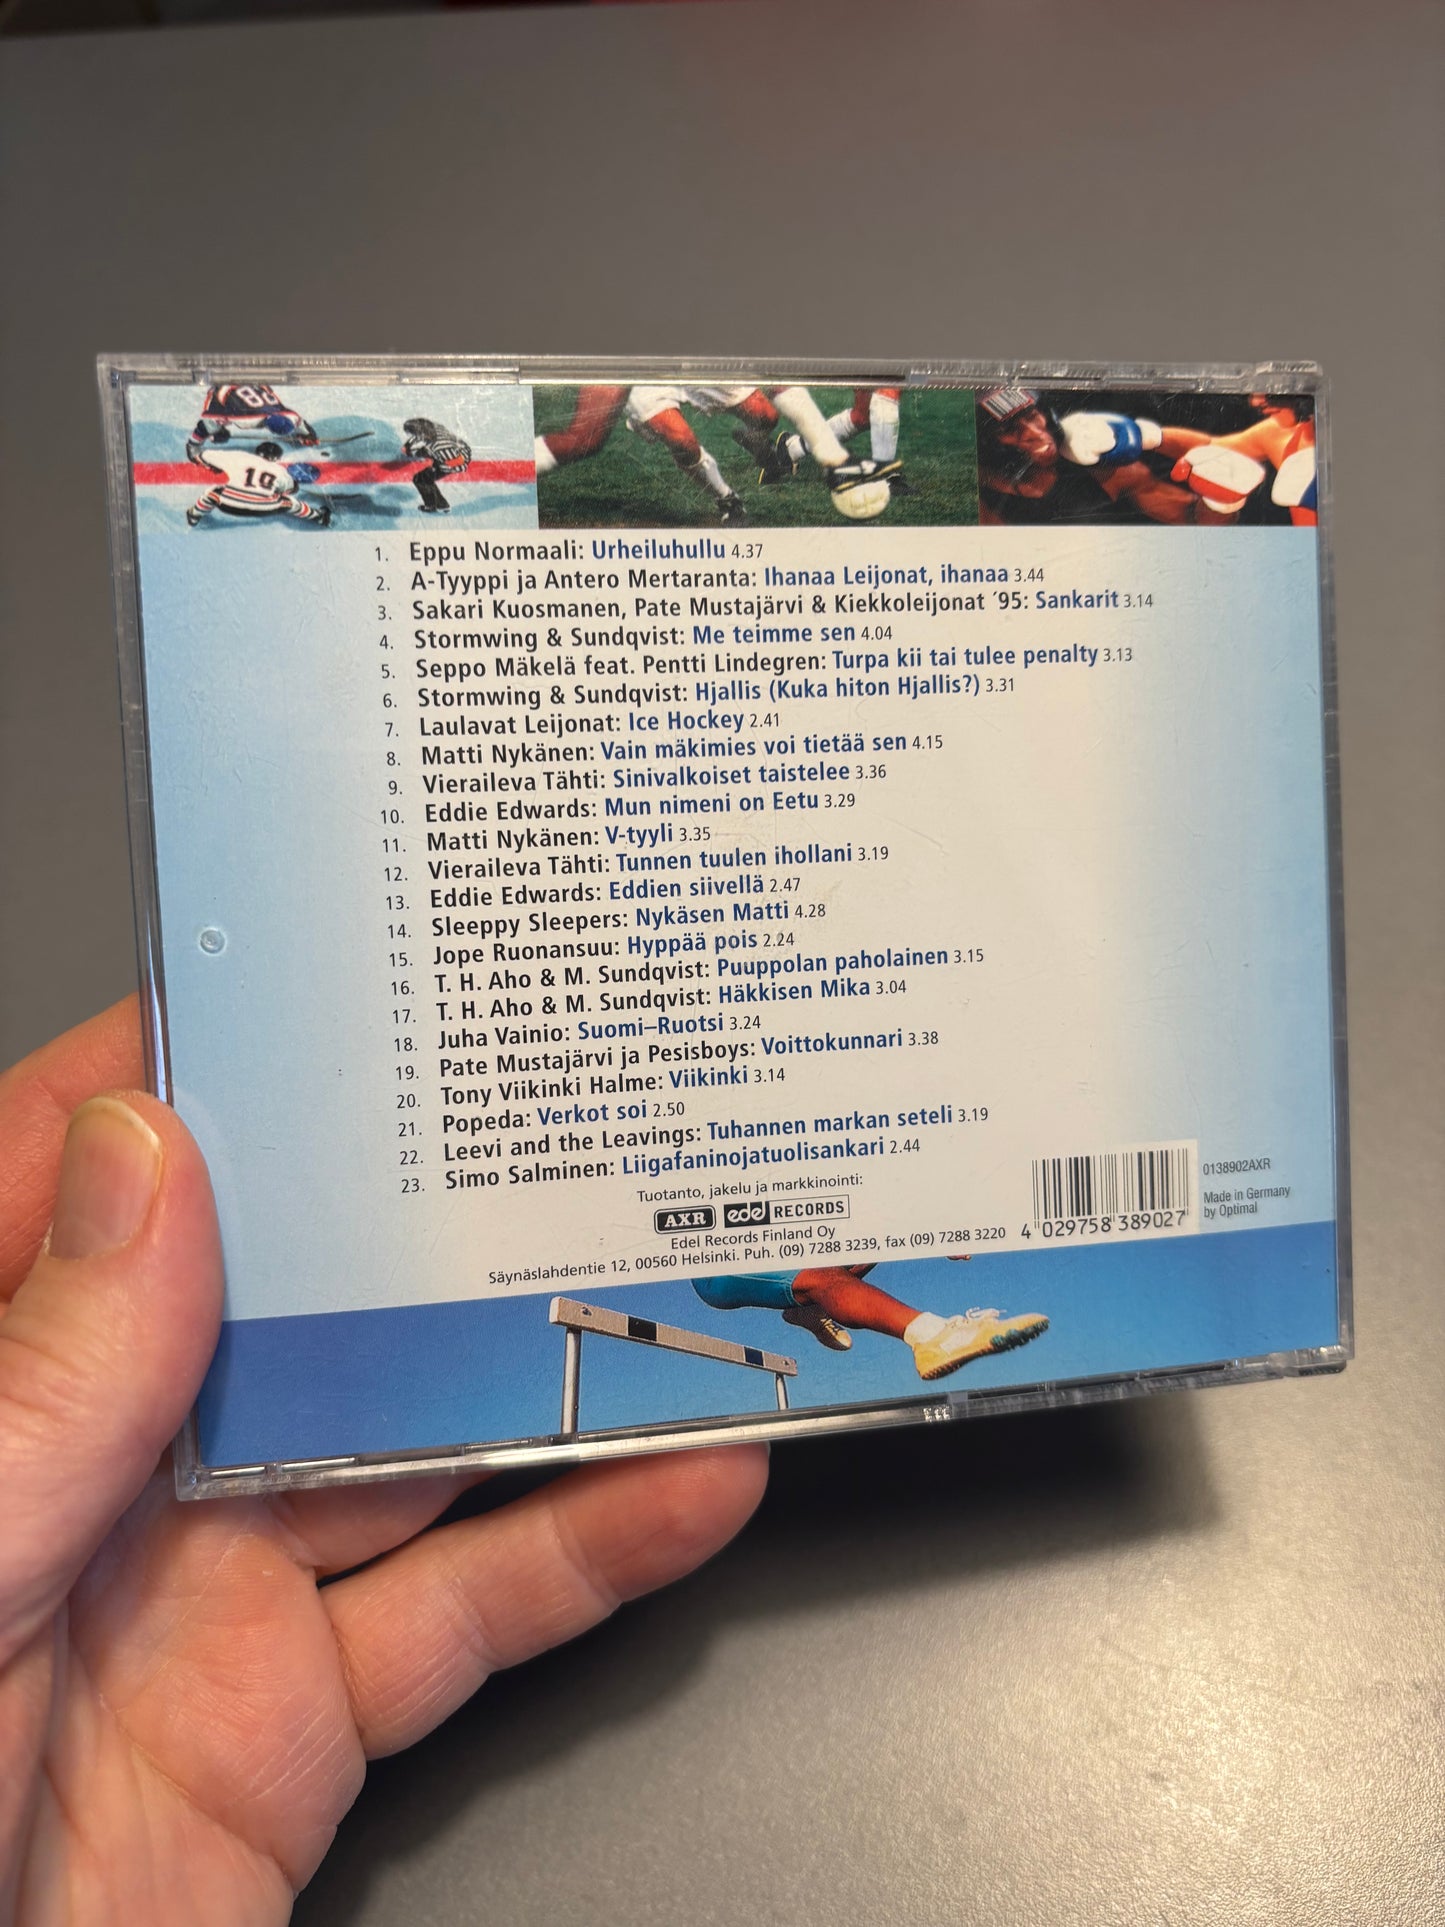 82
10
1. Eppu Normaali: Urheiluhullu 4.37
2. A-Tyyppi ja Antero Mertaranta: Ihanaa Leijonat, ihanaa 3.44
3. Sakari Kuosmanen, Pate Mustajärvi & Kiekkoleijonat ´95: Sankarit 3.14
4. Stormwing & Sundqvist: Me teimme sen 4.04
5. Seppo Mäkelä feat. Pentti Lindegren: Turpa kii tai tulee penalty 3.13
6. Stormwing & Sundqvist: Hjallis (Kuka hiton Hjallis?) 3.31
7. Laulavat Leijonat: Ice Hockey 2.41
8. Matti Nykänen: Vain mäkimies voi tietää sen 4.15
9. Vieraileva Tähti: Sinivalkoiset taistelee 3.36
10. Eddie Edwards: Mun nimeni on Eetu 3.29
11. Matti Nykänen: V-tyyli 3.35
12. Vieraileva Tähti: Tunnen tuulen ihollani 3.19
13. Eddie Edwards: Eddien siivellä 2.47
14. Sleeppy Sleepers: Nykäsen Matti 4.28
15. Jope Ruonansuu: Hyppää pois 2.24
16. T. H. Aho & M. Sundqvist: Puuppolan paholainen 3.15
17. T. H. Aho & M. Sundqvist: Häkkisen Mika 3.04
18. Juha Vainio: Suomi–Ruotsi 3.24
19. Pate Mustajärvi ja Pesisboys: Voittokunnari 3.38
20. Tony Viikinki Halme: Viikinki 3.14
21. Popeda: Verkot soi 2.50
22. Leevi and the Leavings: Tuhannen markan seteli 3.19
23. Simo Salminen: Liigafaninojatuolisankari 2.44
Tuotanto, jakelu ja markkinointi:
AXR edel RECORDS
Edel Records Finland Oy
Säynäslahdentie 12, 00560 Helsinki. Puh. (09) 7288 3239, fax (09) 7288 3220
4 029758 389027
0138902AXR
Made in Germany
by Optimal